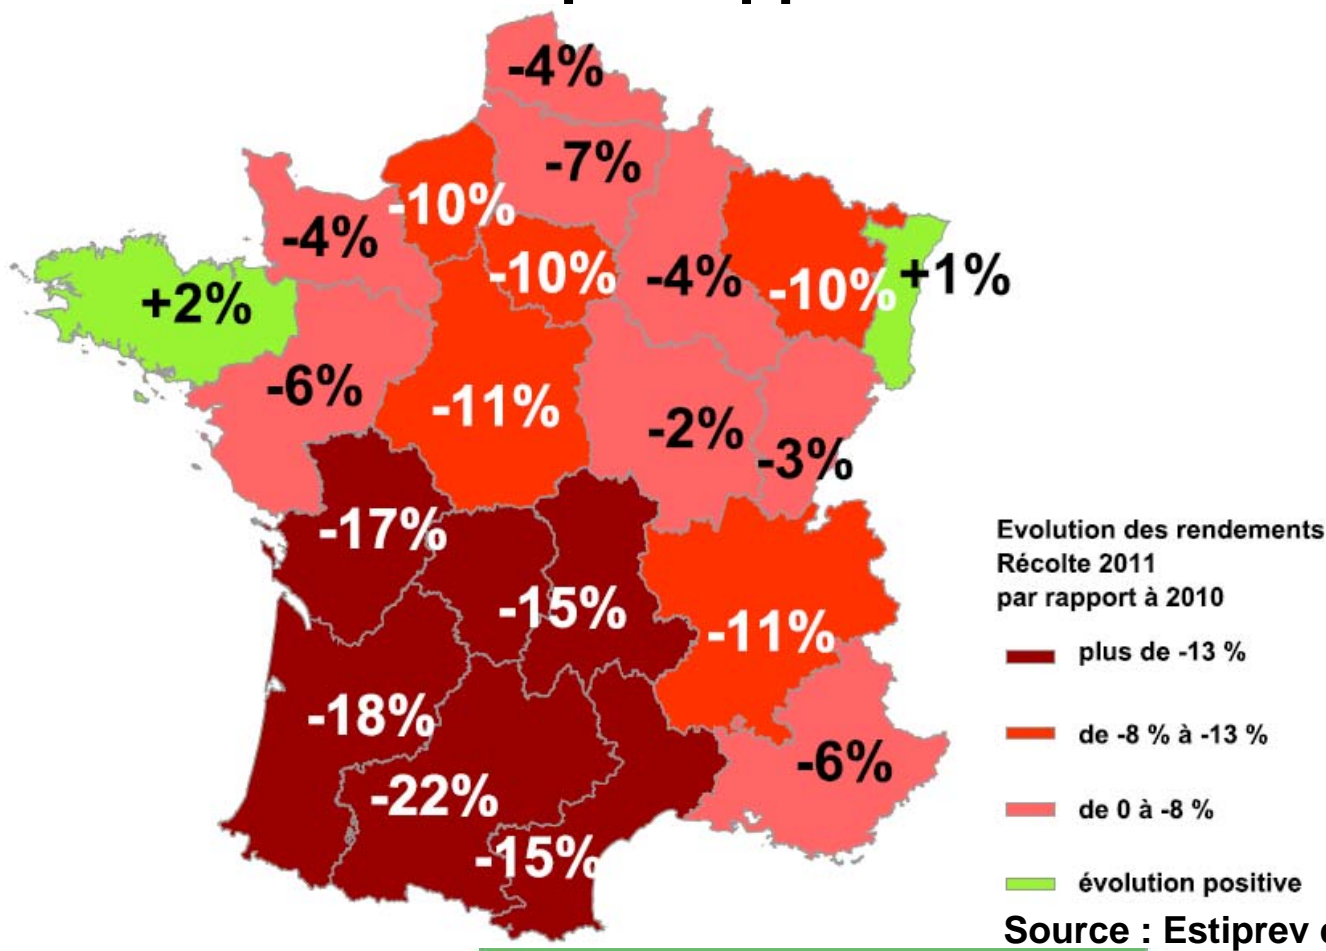 -4%
-7%
-10%
-4%
-10%
-4%
-10%
+1%
+2%
-6%
-11%
-2%
-3%
-17%
-15%
-11%
-18%
-6%
-22%
-15%
Evolution des rendements
Récolte 2011
par rapport à 2010
plus de -13 %
de -8 % à -13 %
de 0 à -8 %
évolution positive
Source : Estiprev